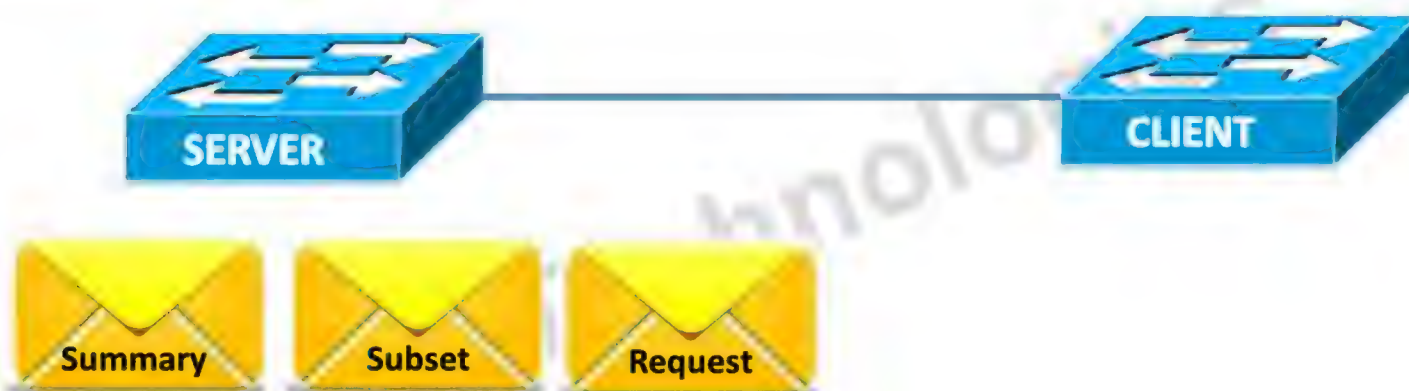 SERVER
CLIENT
Summary
Subset
Request